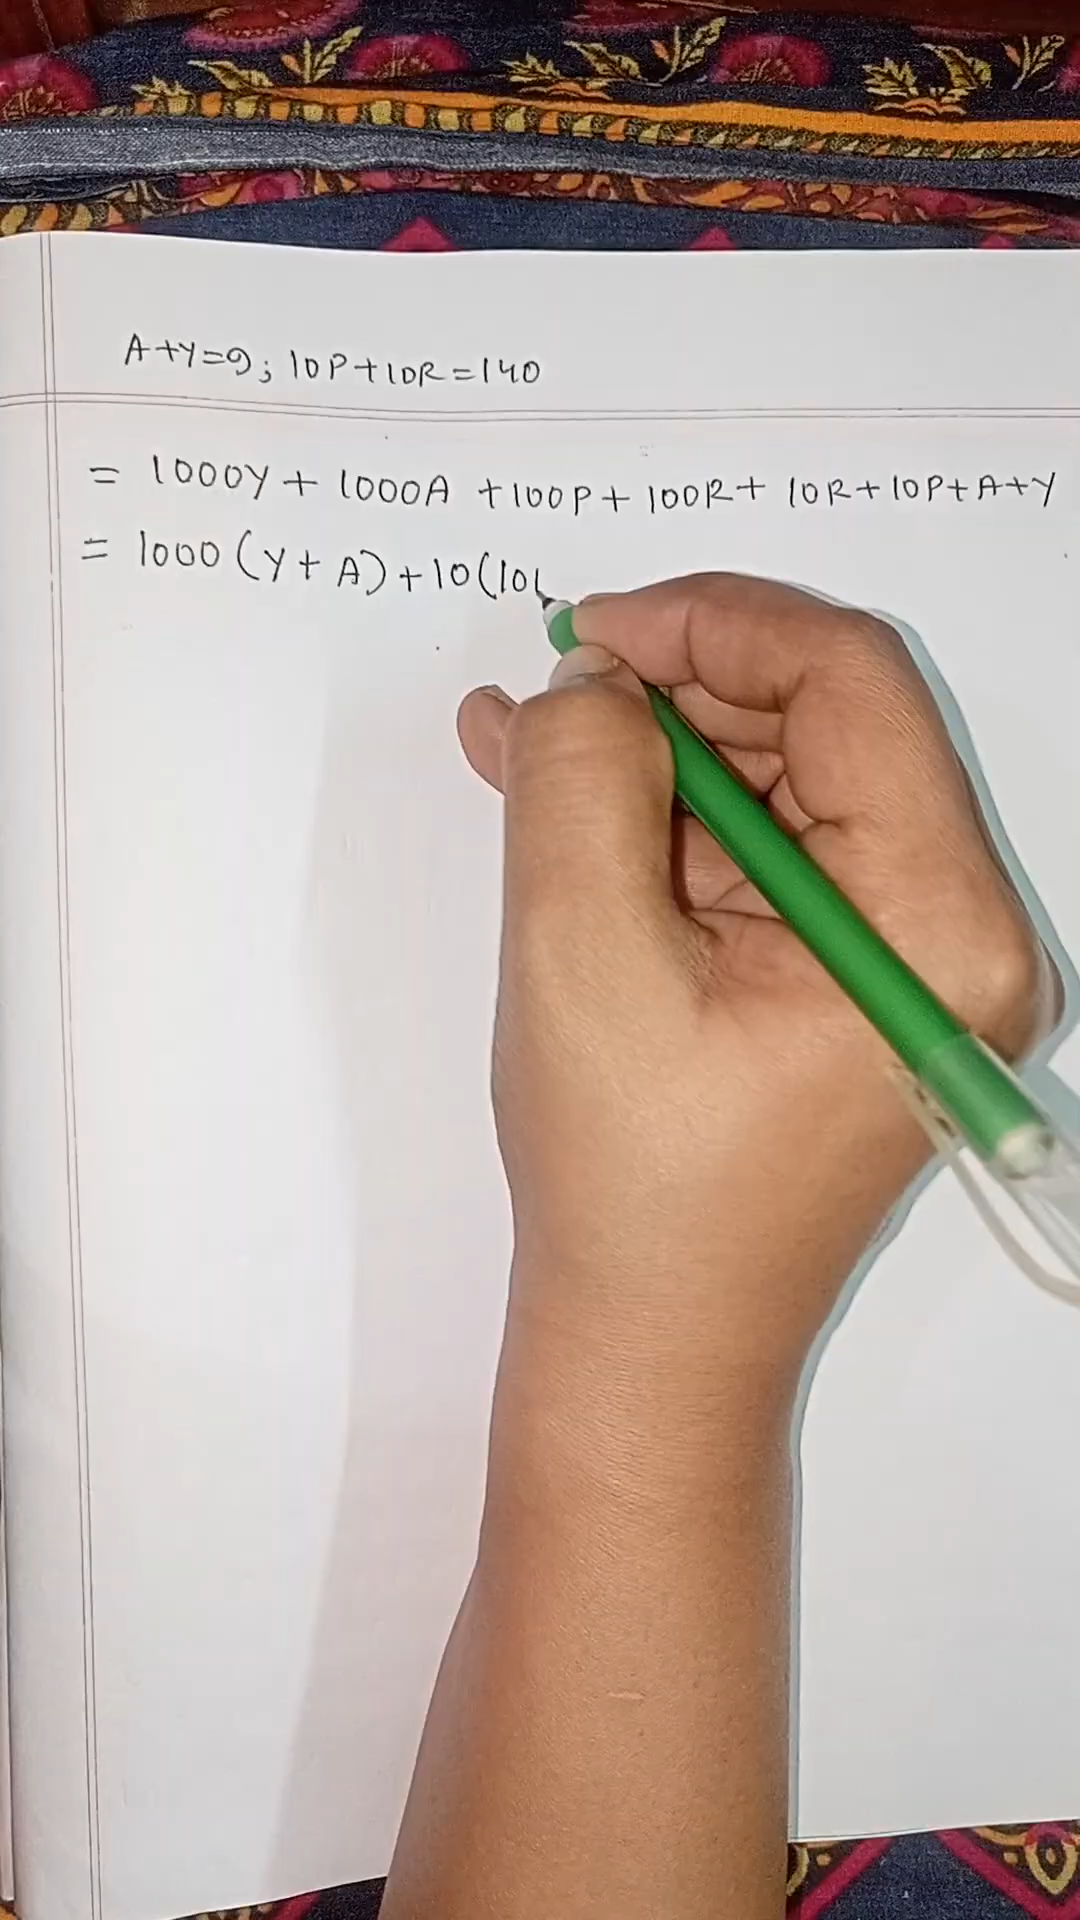 A+Y=9; 10P+10R=140
= 1000Y + 1000A +100P+ 100R+ 10R+10P+A+Y
= 1000 (Y+ A)+10(10